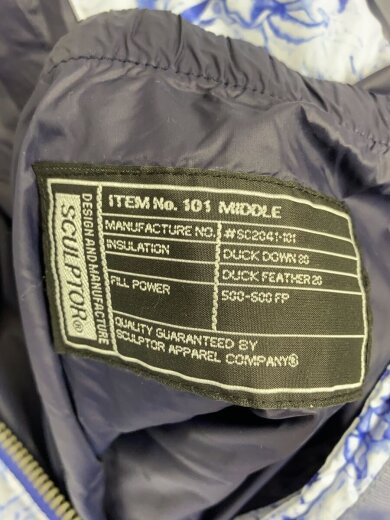 ITEM No. 101 MIDDLE
MANUFACTURE NO. #SC2041-101
INSULATION DUCK DOWN 80
DUCK FEATHER 20
FILL POWER 500-600 FP
QUALITY GUARANTEED BY
SCULPTOR APPAREL COMPANY®
DESIGN AND MANUFACTURE
SCULPTOR®